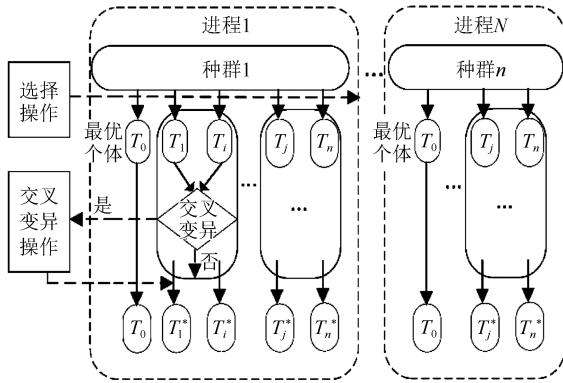 进程1
进程N
种群1
...
种群n
选择
操作
最优
个体
T₀
T₁
Tᵢ
Tⱼ
Tₙ
最优
个体
T₀
Tⱼ
Tₙ
...
...
...
...
交叉
变异
操作
是
交叉
变异
否
T₀
T₁*
Tᵢ*
Tⱼ*
Tₙ*
T₀
Tⱼ*
Tₙ*